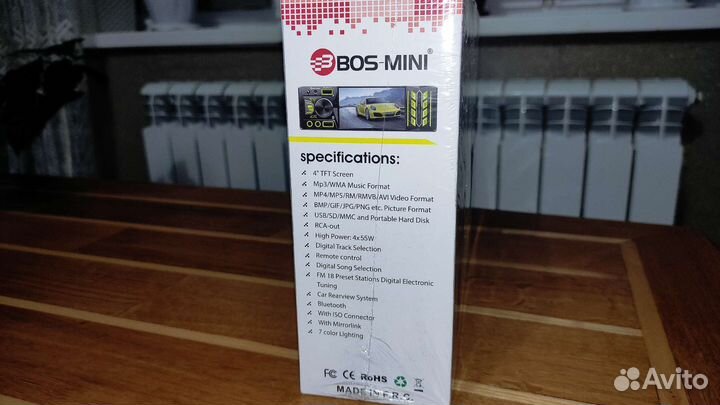 BOS-MINI®
specifications:
4" TFT Screen
Mp3/WMA Music Format
MP4/MP5/RM/RMVB/AVI Video Format
BMP/GIF/JPG/PNG etc. Picture Format
USB/SD/MMC and Portable Hard Disk
RCA-out
High Power: 4x55W
Digital Track Selection
Remote control
Digital Song Selection
FM 18 Preset Stations Digital Electronic
Tuning
Car Rearview System
Bluetooth
With ISO Connector
With Mirrorlink
7 color Lighting
FC CE RoHS
MADE IN P.R.C.
Avito